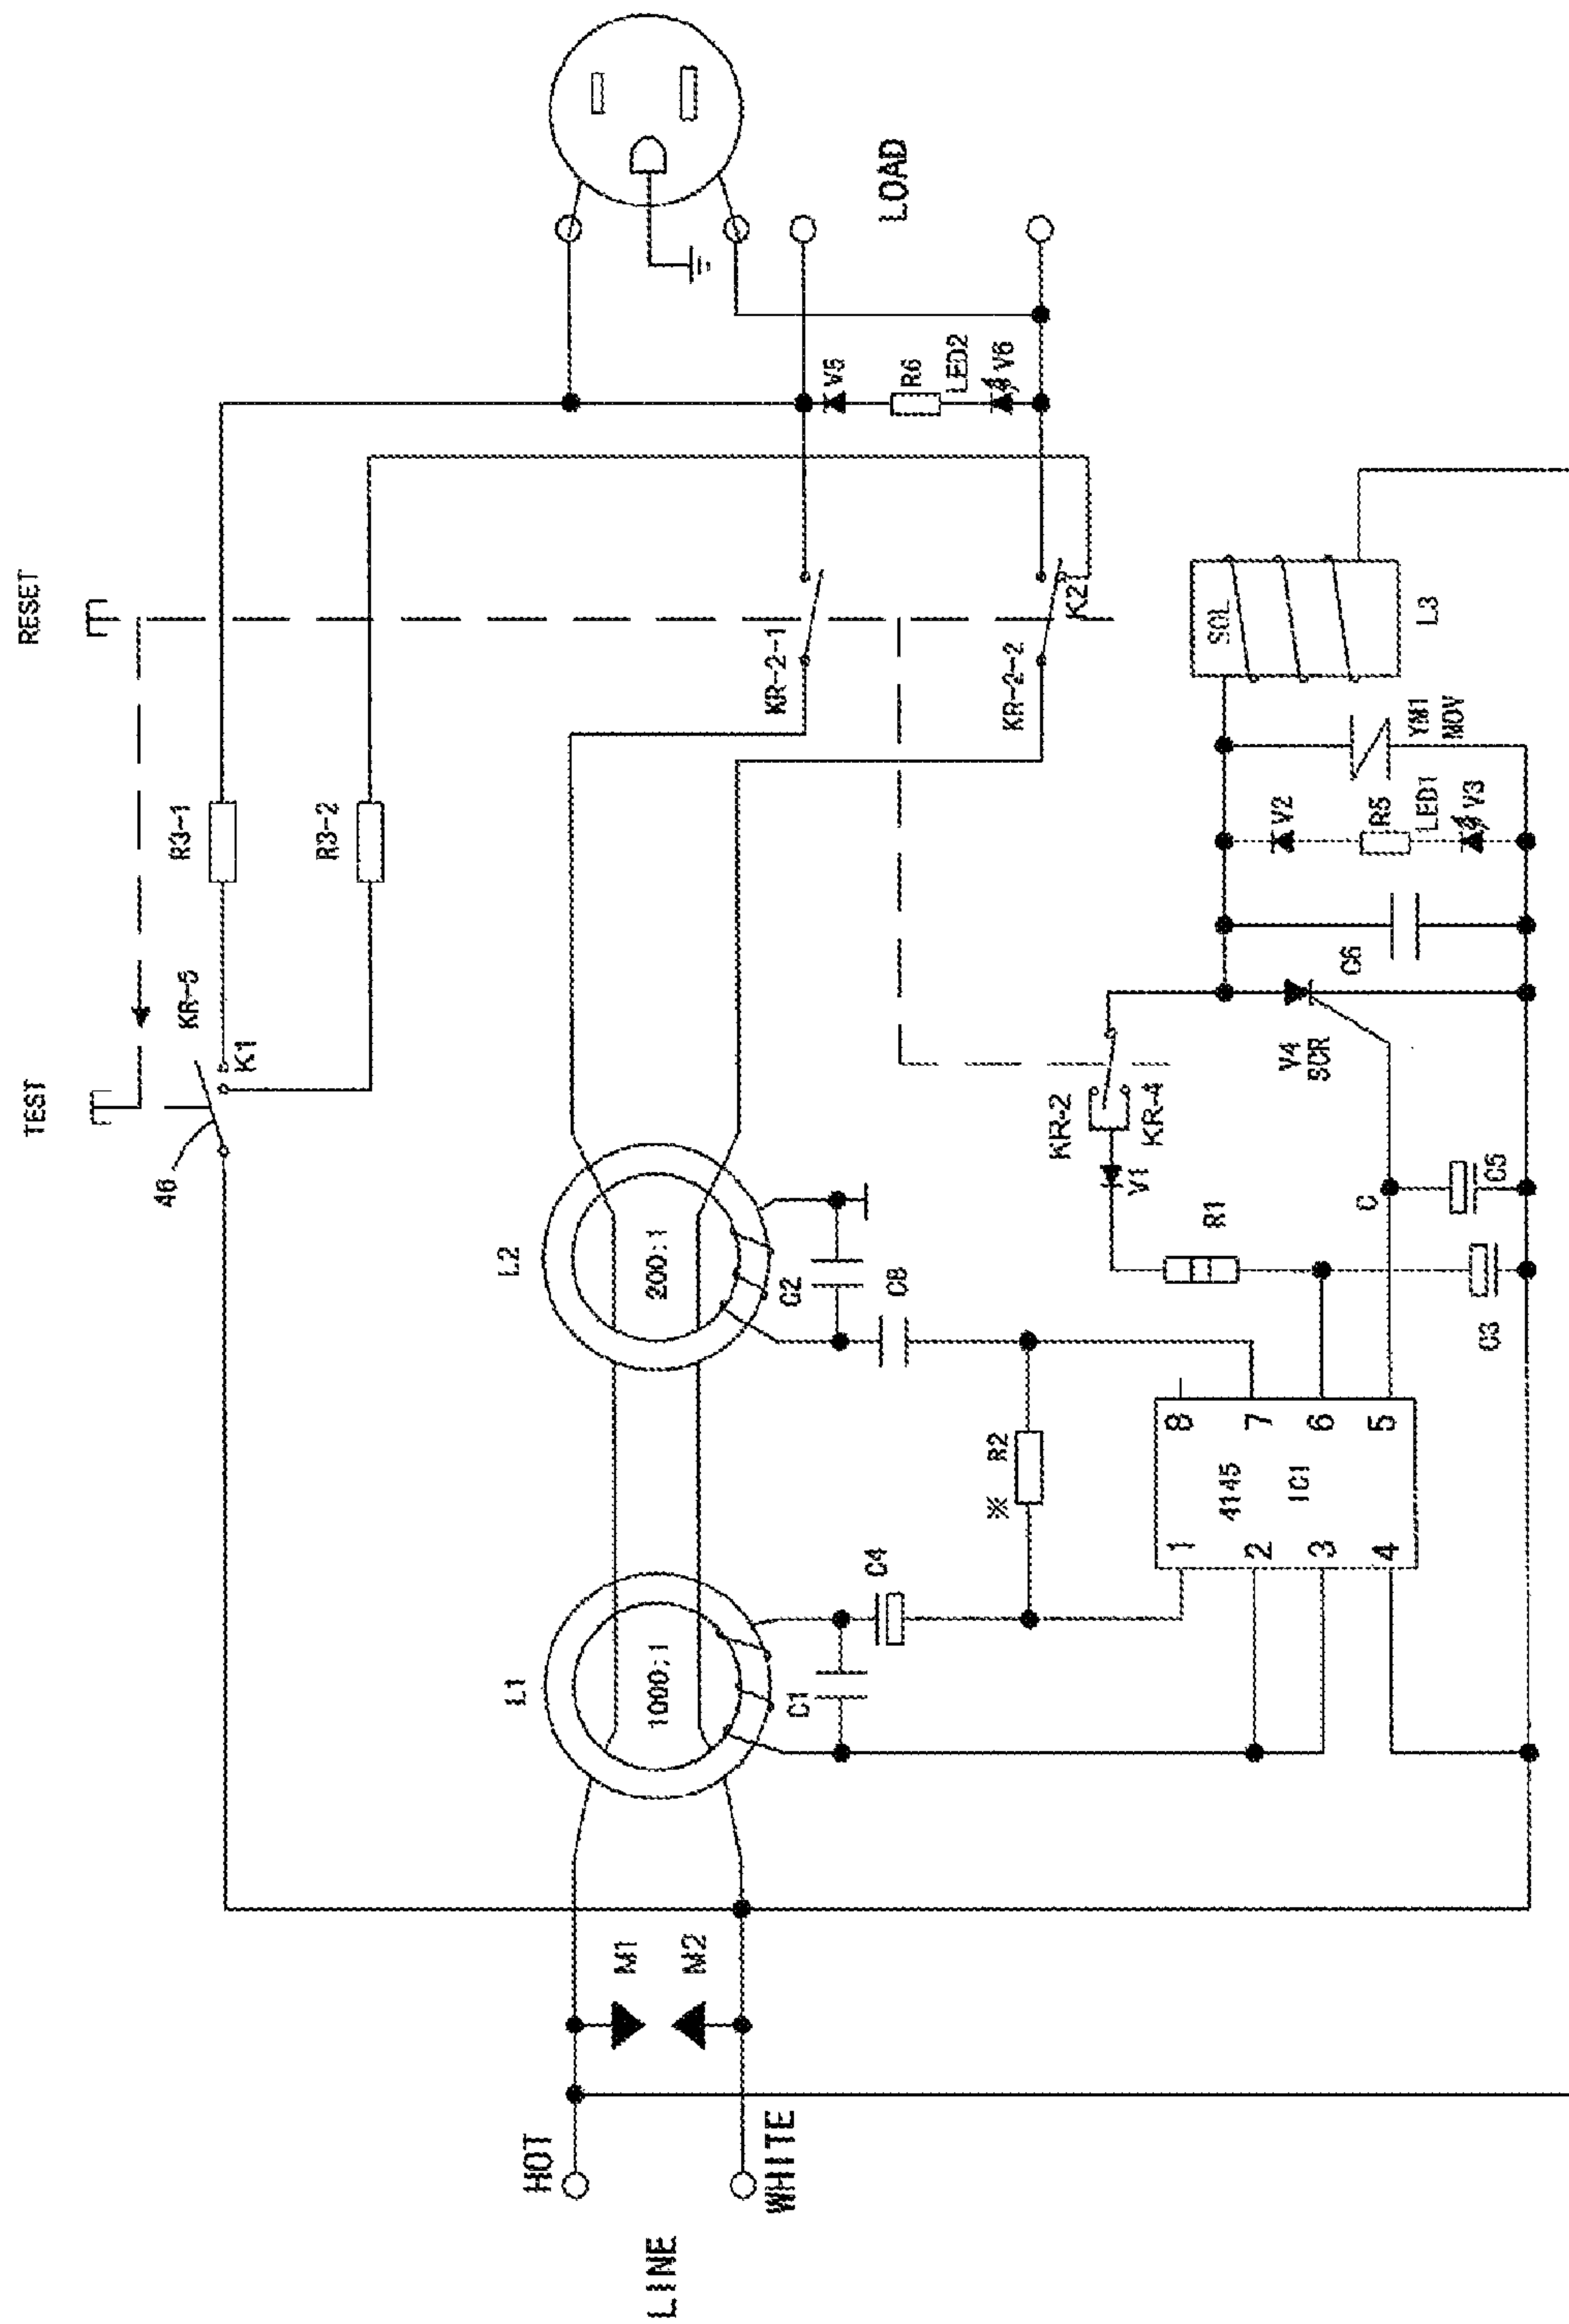 RESET
TEST
46
KR-5
K1
R3-1
R3-2
LOAD
V5
R6
LED2
V6
KR-2-1
KR-2-2
K2
L1
1000:1
L2
200:1
C1
C2
C4
C8
※ R2
HOT
LINE
WHITE
M1
M2
1
2
3
4
5
6
7
8
4145
IC1
KR-2
KR-4
V1
R1
C
C3
C5
V4
SCR
C6
V2
R5
LED1
V3
YM1
MOV
SOL
L3